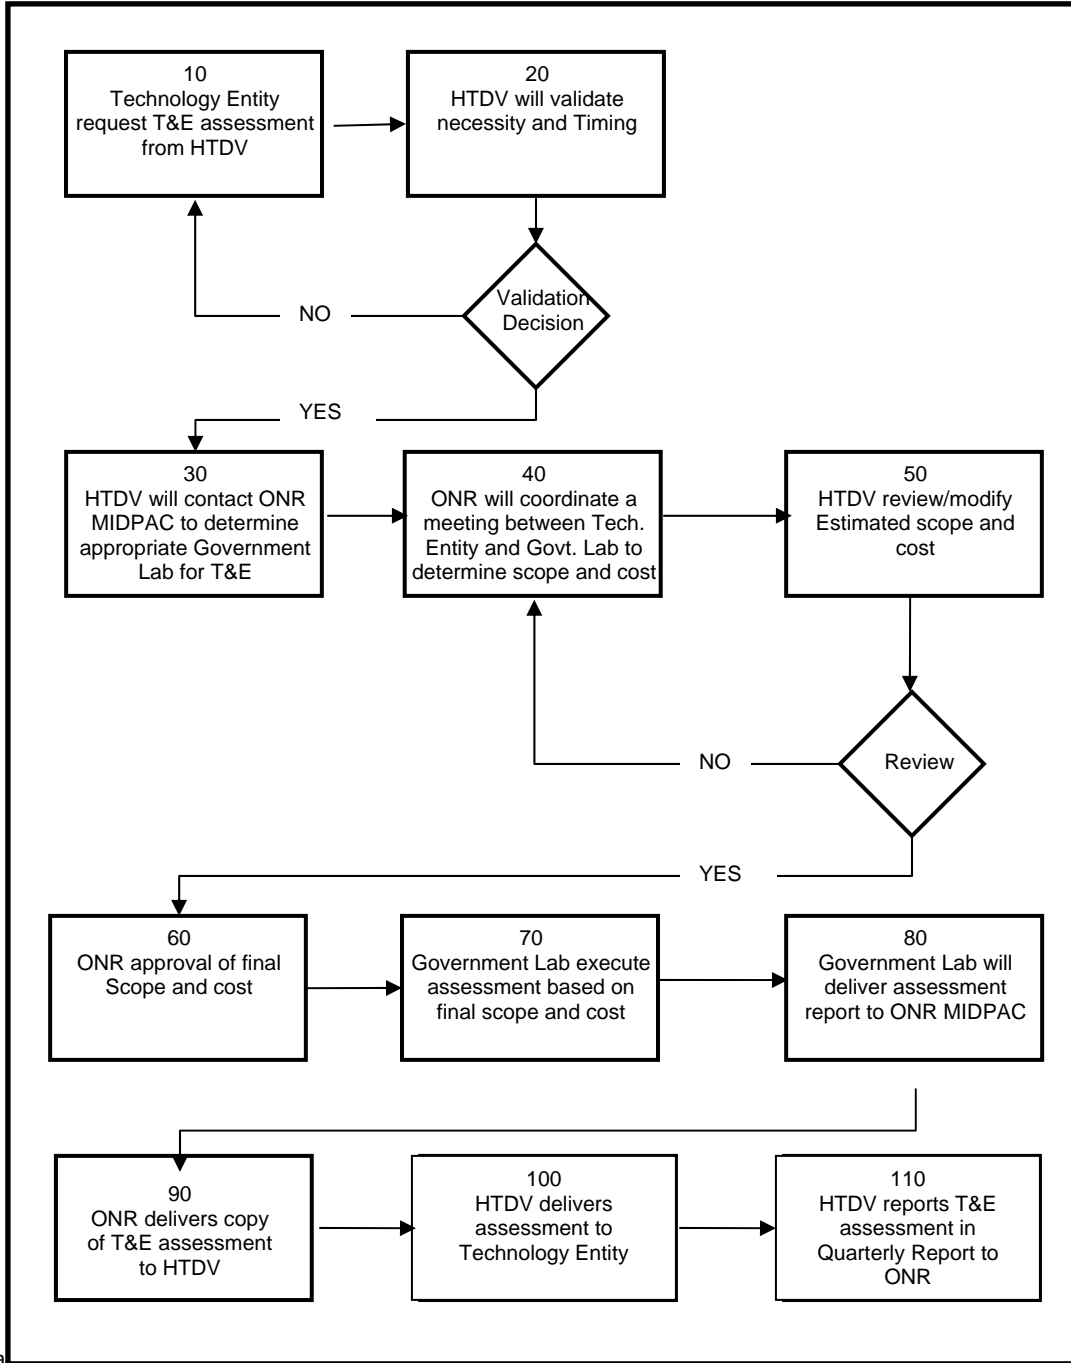 10
Technology Entity
request T&E assessment
from HTDV
20
HTDV will validate
necessity and Timing
Validation
Decision
NO
YES
30
HTDV will contact ONR
MIDPAC to determine
appropriate Government
Lab for T&E
40
ONR will coordinate a
meeting between Tech.
Entity and Govt. Lab to
determine scope and cost
50
HTDV review/modify
Estimated scope and
cost
Review
NO
YES
60
ONR approval of final
Scope and cost
70
Government Lab execute
assessment based on
final scope and cost
80
Government Lab will
deliver assessment
report to ONR MIDPAC
90
ONR delivers copy
of T&E assessment
to HTDV
100
HTDV delivers
assessment to
Technology Entity
110
HTDV reports T&E
assessment in
Quarterly Report to
ONR